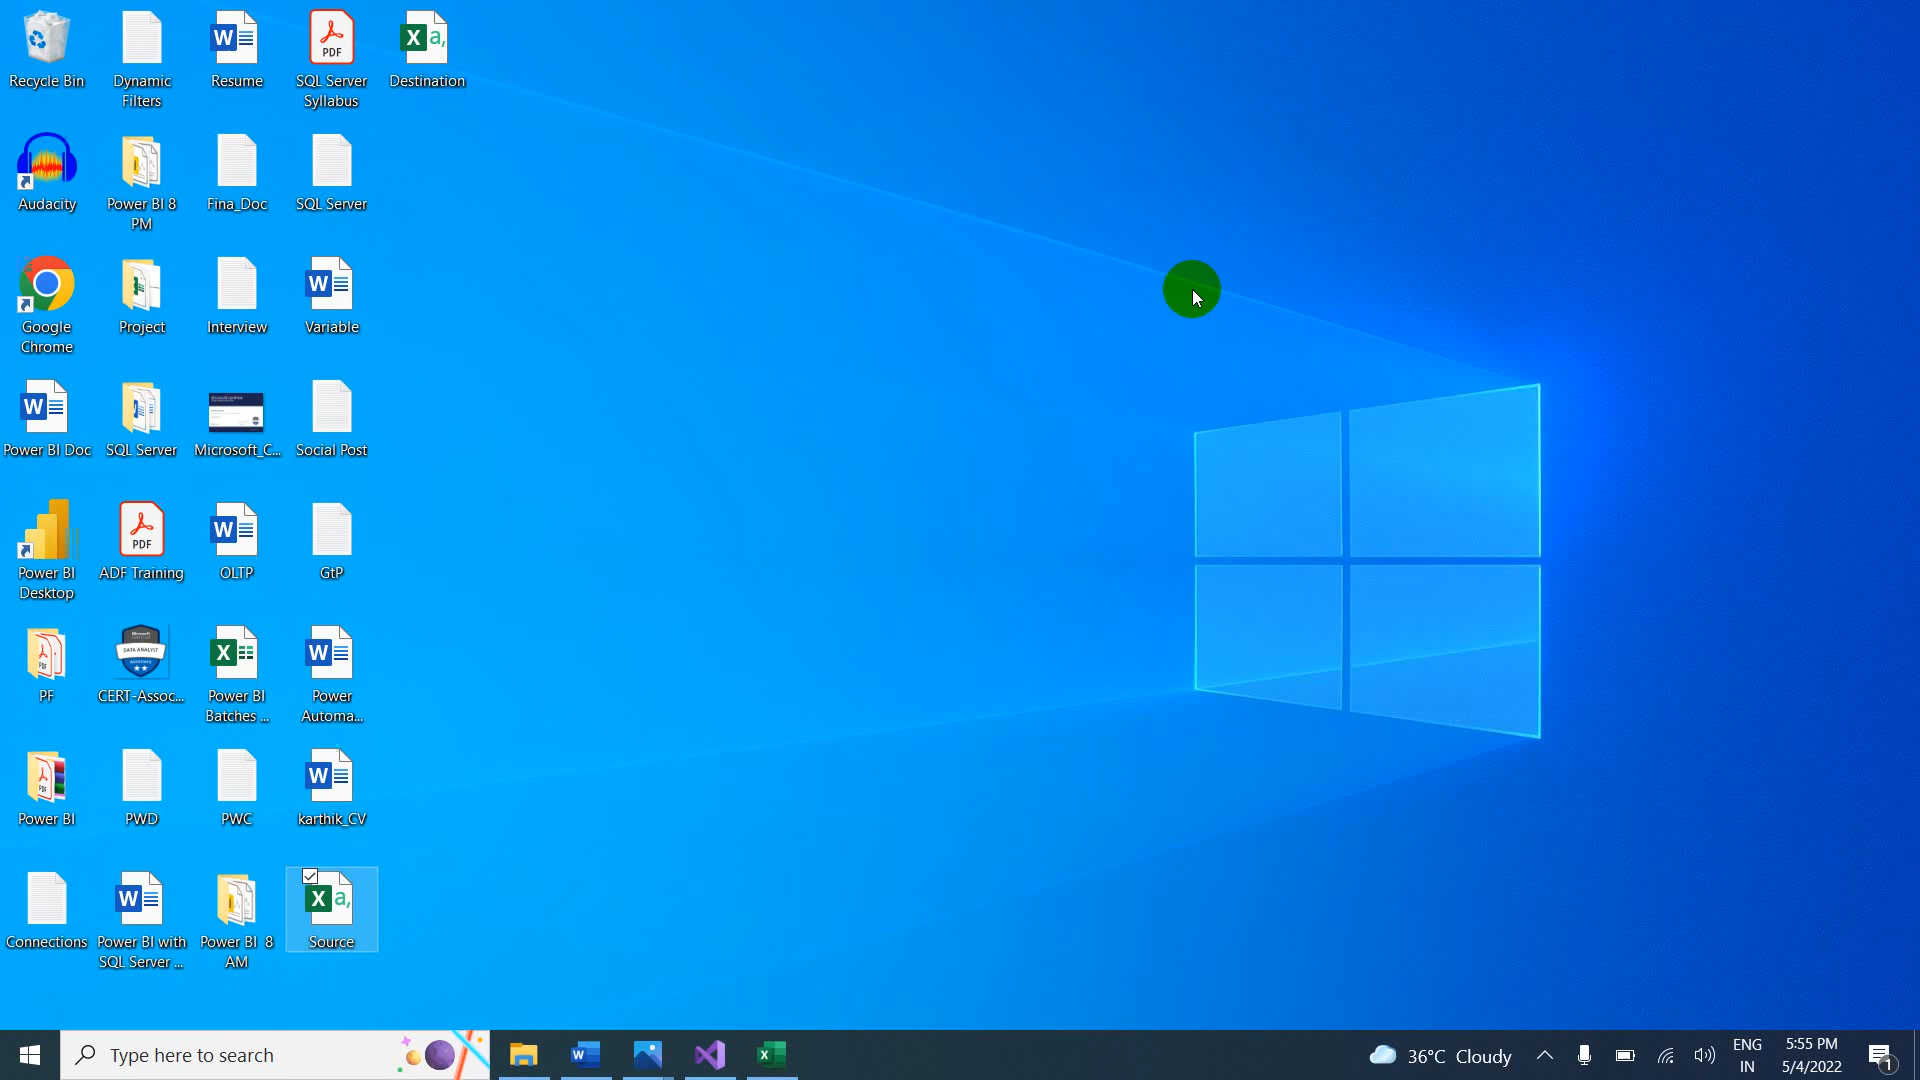 Recycle Bin
Dynamic
Filters
Resume
PDF
SQL Server
Syllabus
Destination
Audacity
Power BI 8
PM
Fina_Doc
SQL Server
Google
Chrome
Project
Interview
Variable
Power BI Doc
SQL Server
Microsoft_C...
Social Post
Power BI
Desktop
PDF
ADF Training
OLTP
GtP
PF
DATA ANALYST
CERT-Assoc...
Power BI
Batches ...
Power
Automa...
Power BI
PWD
PWC
karthik_CV
Connections
Power BI with
SQL Server ...
Power BI 8
AM
Source
Type here to search
36°C Cloudy
ENG
IN
5:55 PM
5/4/2022
1